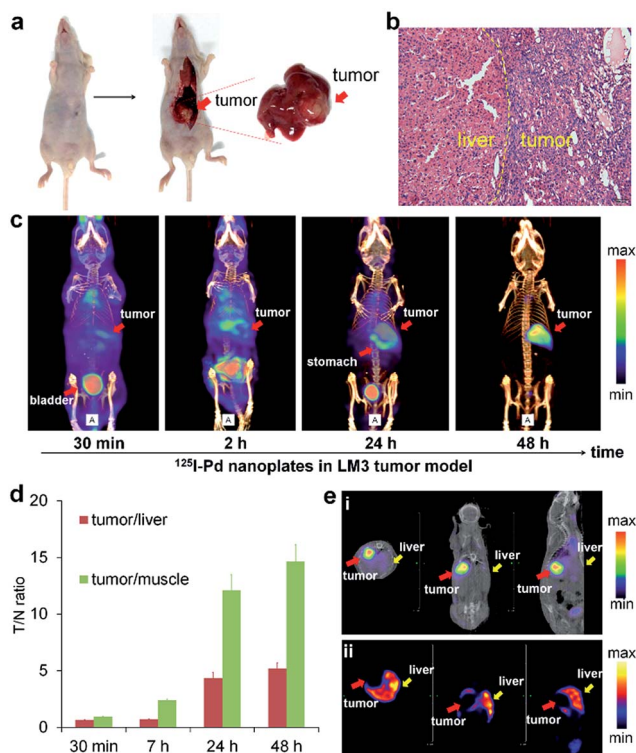 a
tumor
tumor
b
liver
tumor
c
tumor
bladder
tumor
tumor
stomach
tumor
A
A
A
A
max
min
30 min
2 h
24 h
48 h
time
¹²⁵I-Pd nanoplates in LM3 tumor model
d
20
15
10
5
0
T/N ratio
tumor/liver
tumor/muscle
30 min
7 h
24 h
48 h
e
i
liver
tumor
liver
tumor
liver
tumor
max
min
ii
liver
tumor
liver
tumor
liver
tumor
max
min